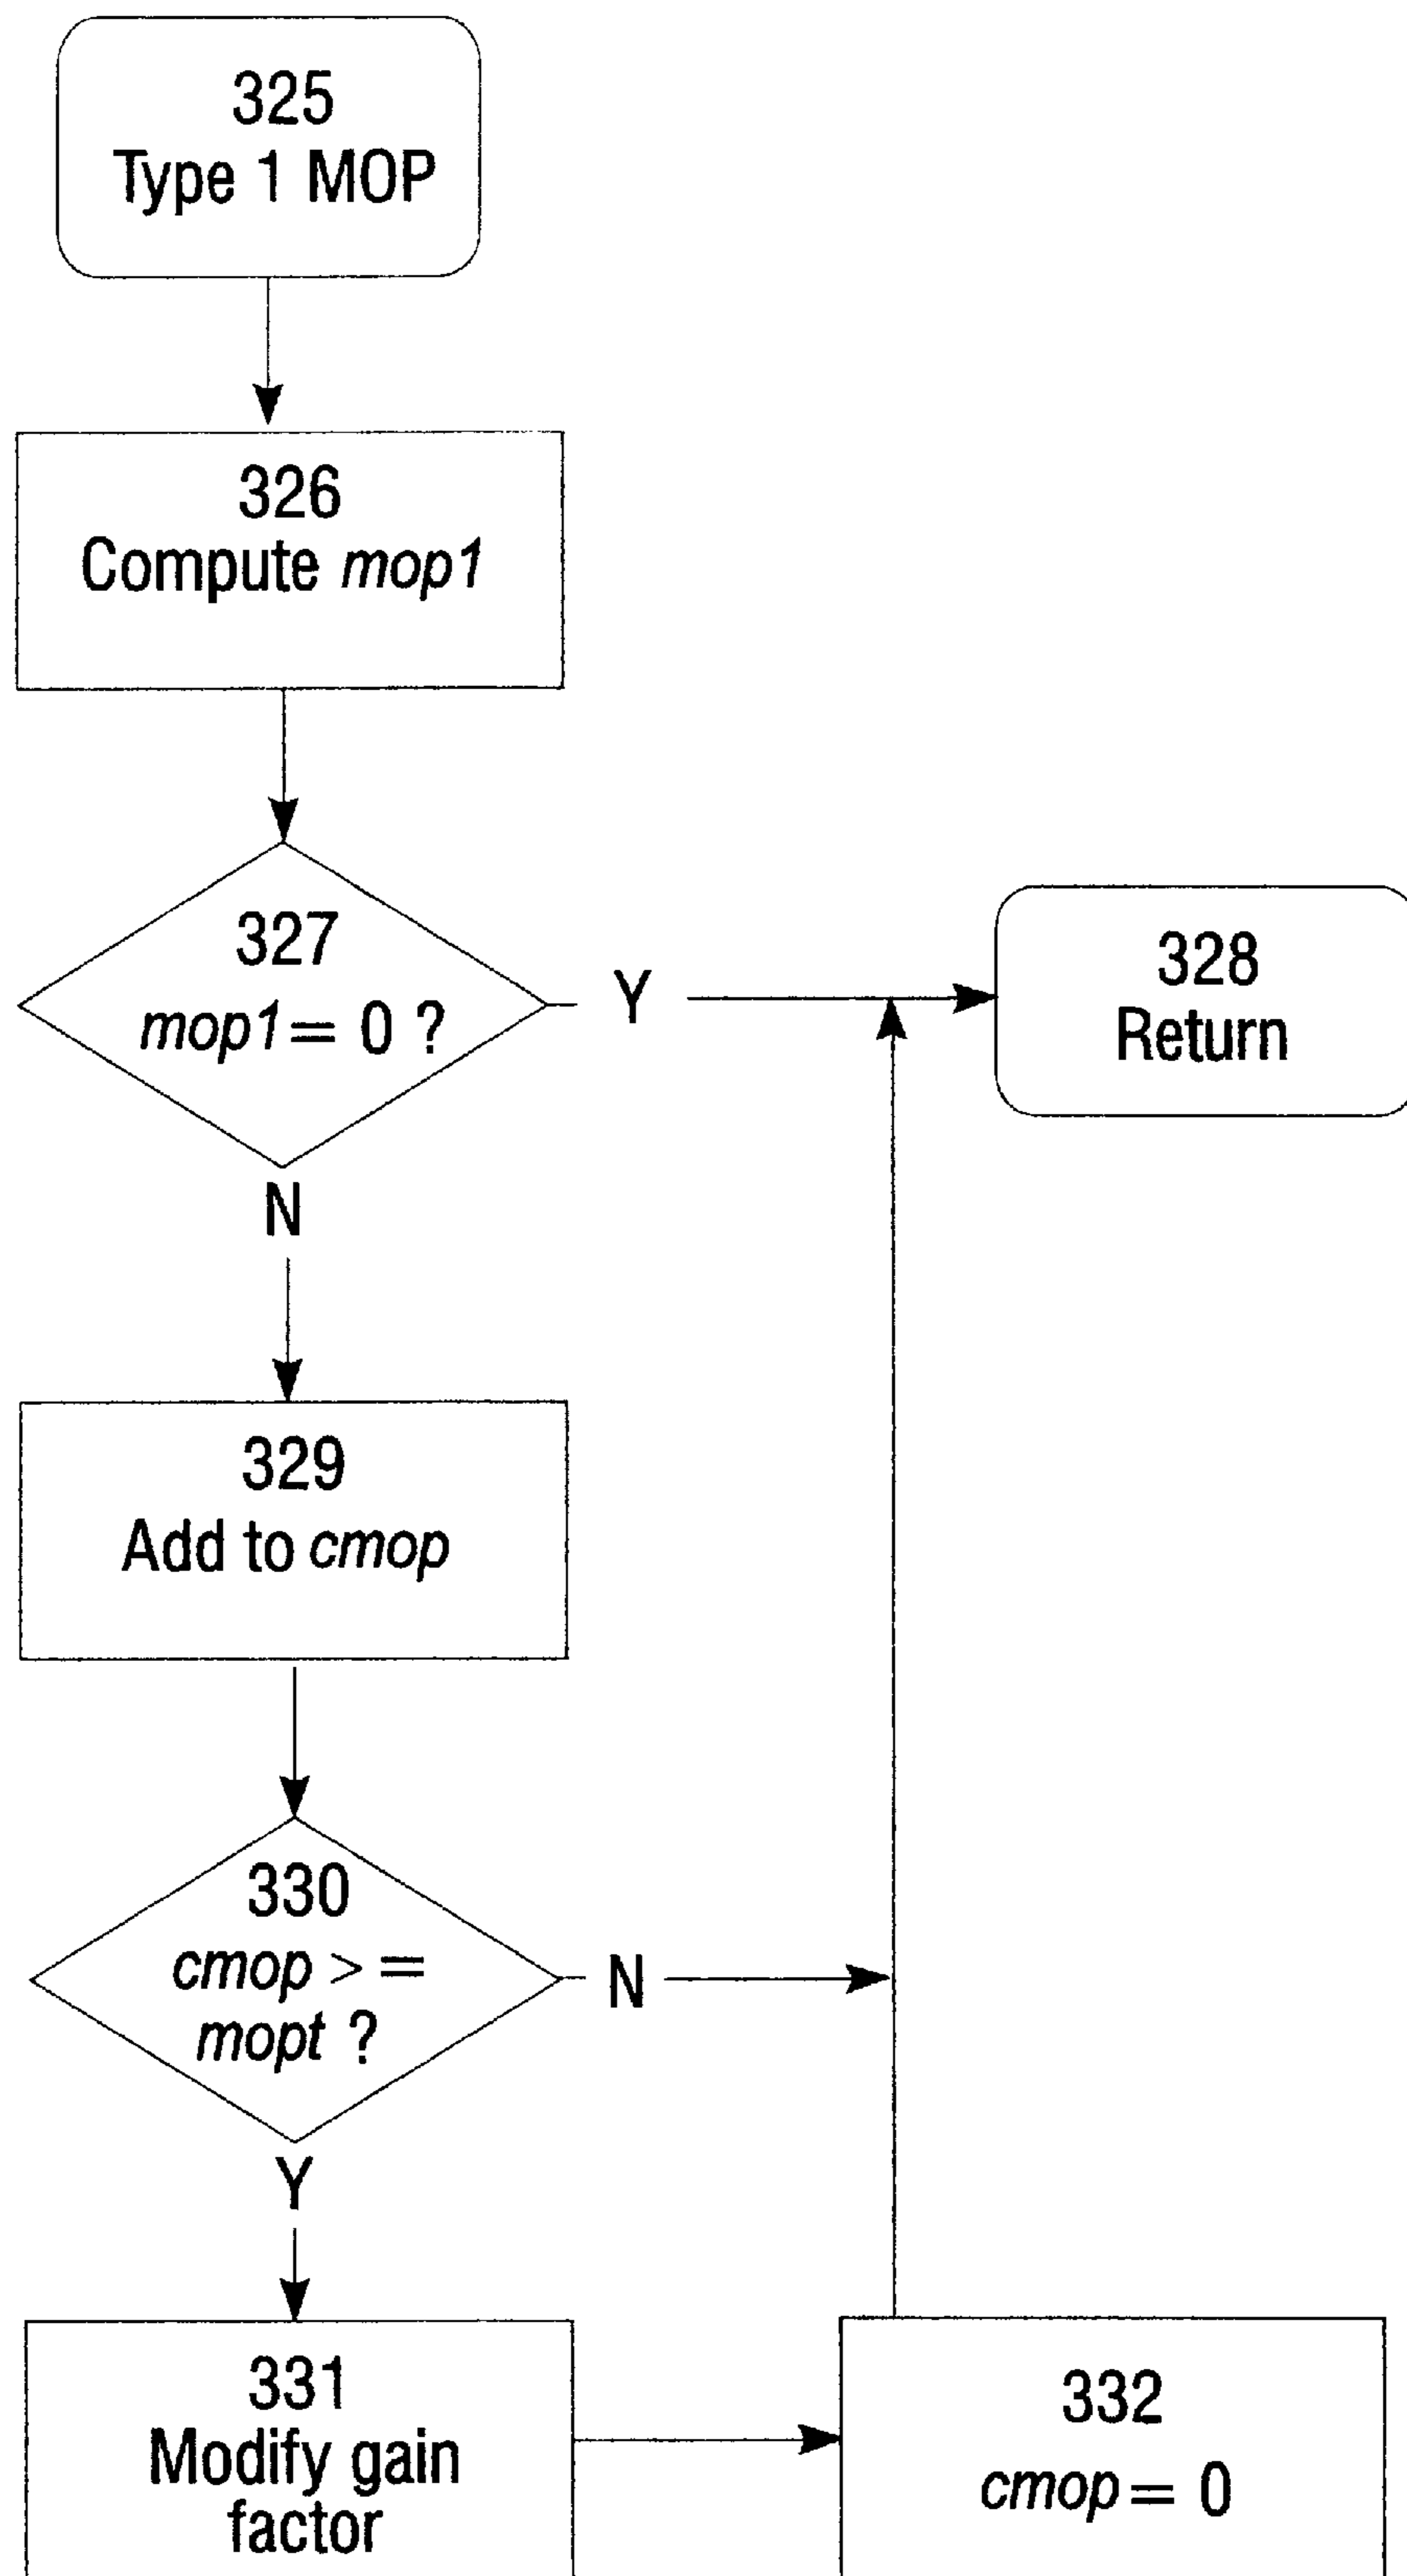 325
Type 1 MOP
326
Compute mop1
327
mop1 = 0 ?
Y
328
Return
N
329
Add to cmop
330
cmop > =
mopt ?
N
Y
331
Modify gain
factor
332
cmop = 0